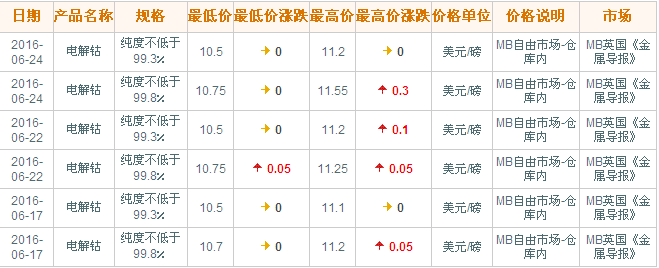 日期 产品名称 规格 最低价 最低价涨跌 最高价 最高价涨跌 价格单位 价格说明 市场
2016-06-24 电解钴 纯度不低于99.3% 10.5 0 11.2 0 美元/磅 MB自由市场-仓库内 MB英国《金属导报》
2016-06-24 电解钴 纯度不低于99.8% 10.75 0 11.55 0.3 美元/磅 MB自由市场-仓库内 MB英国《金属导报》
2016-06-22 电解钴 纯度不低于99.3% 10.5 0 11.2 0.1 美元/磅 MB自由市场-仓库内 MB英国《金属导报》
2016-06-22 电解钴 纯度不低于99.8% 10.75 0.05 11.25 0.05 美元/磅 MB自由市场-仓库内 MB英国《金属导报》
2016-06-17 电解钴 纯度不低于99.3% 10.5 0 11.1 0 美元/磅 MB自由市场-仓库内 MB英国《金属导报》
2016-06-17 电解钴 纯度不低于99.8% 10.7 0 11.2 0.05 美元/磅 MB自由市场-仓库内 MB英国《金属导报》